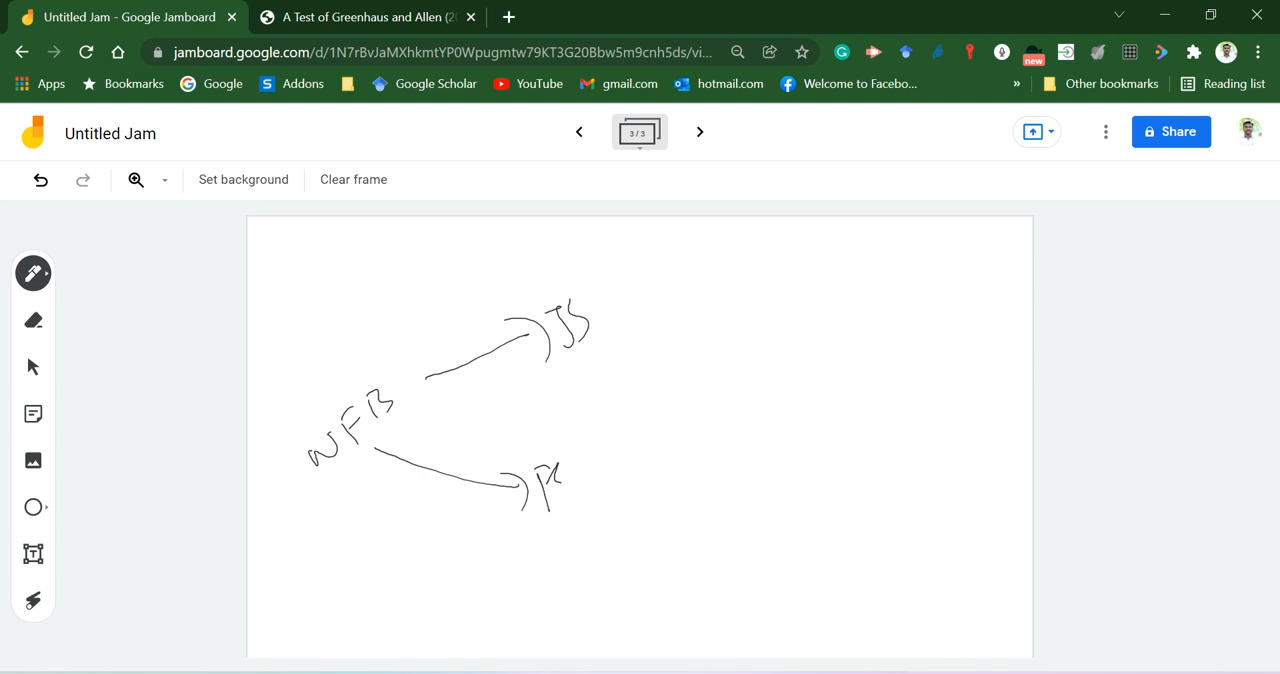 Untitled Jam - Google Jamboard
A Test of Greenhaus and Allen (2
jamboard.google.com/d/1N7rBvJaMXhkmtYP0Wpugmtw79KT3G20Bbw5m9cnh5ds/vi...
new
Apps Bookmarks Google Addons Google Scholar YouTube gmail.com hotmail.com Welcome to Facebo... » Other bookmarks Reading list
Untitled Jam
3 / 3
Share
Set background Clear frame
JS
WFB